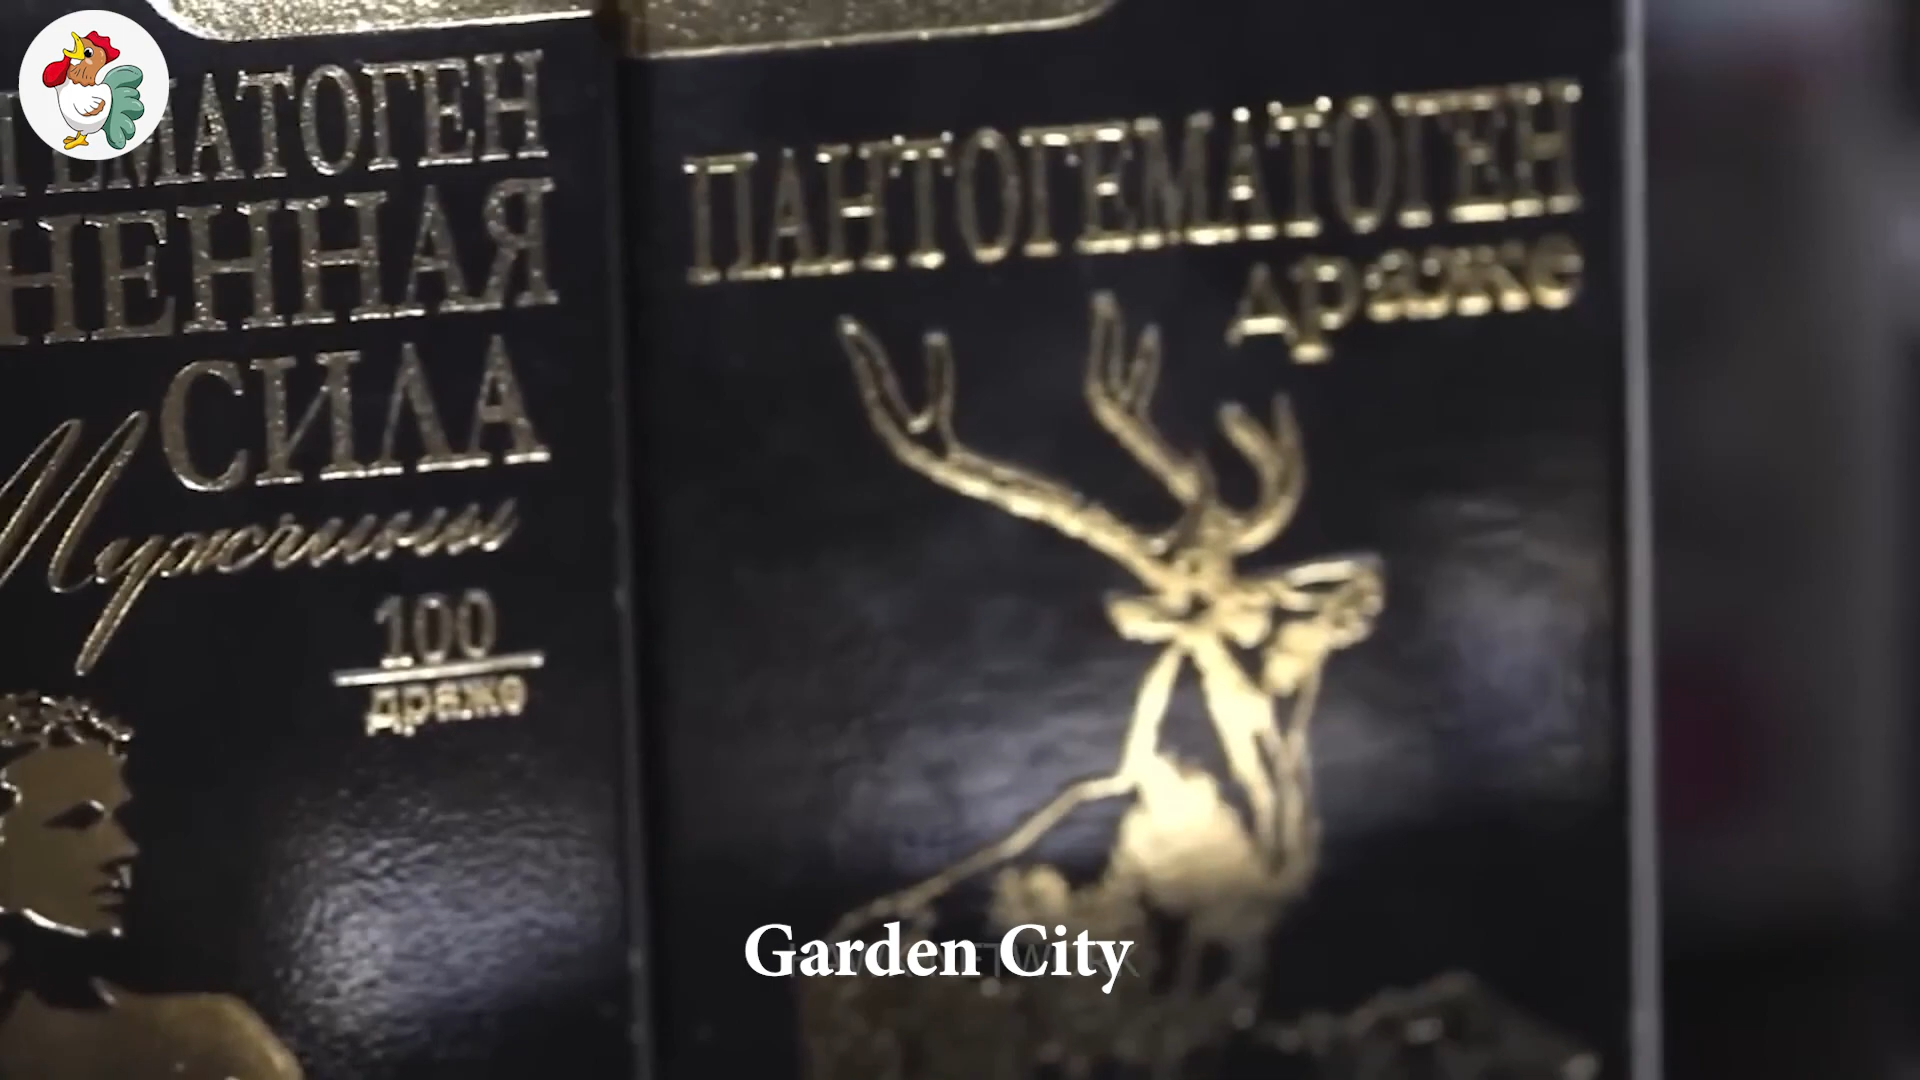 ГЕМАТОГЕН
НЕННАЯ
СИЛА
Мужчины
100
драже
ПАНТОГЕМАТОГЕН
драже
Garden City